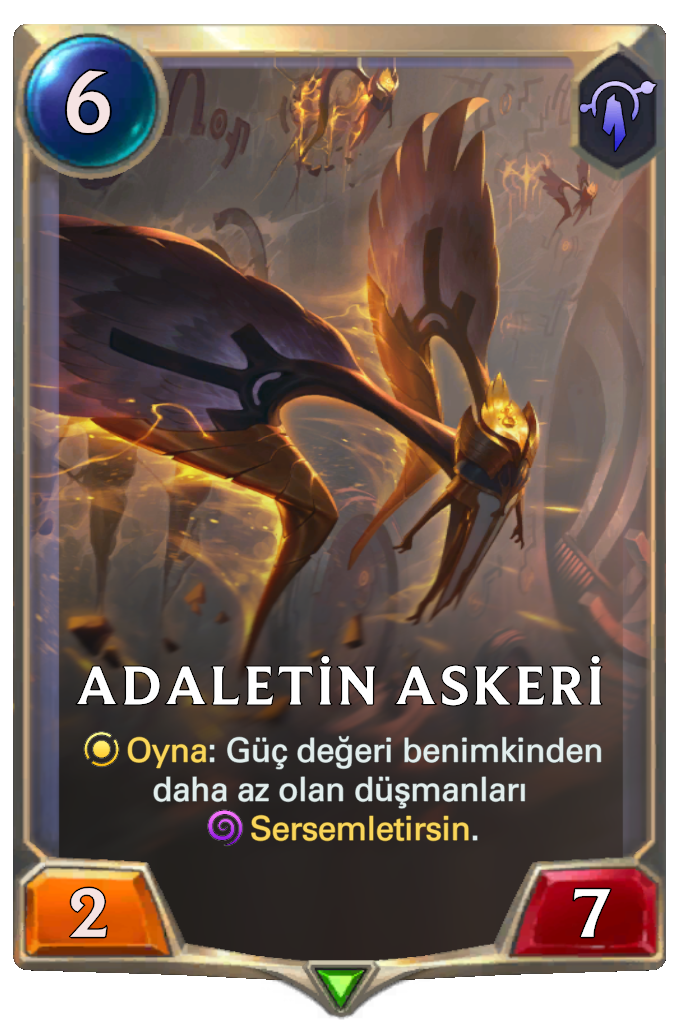 6
ADALETİN ASKERİ
Oyna: Güç değeri benimkinden
daha az olan düşmanları
Sersemletirsin.
2
7